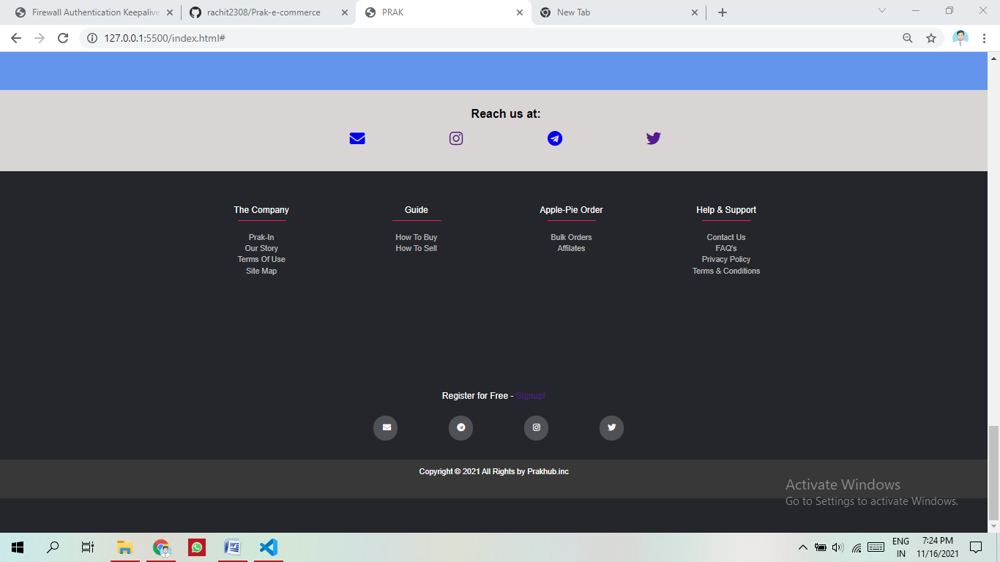 Firewall Authentication Keepalive
rachit2308/Prak-e-commerce
PRAK
New Tab
127.0.0.1:5500/index.html#
Reach us at:
The Company
Prak-In
Our Story
Terms Of Use
Site Map
Guide
How To Buy
How To Sell
Apple-Pie Order
Bulk Orders
Affilates
Help & Support
Contact Us
FAQ's
Privacy Policy
Terms & Conditions
Register for Free - Signup!
Copyright © 2021 All Rights by Prakhub.inc
Activate Windows
Go to Settings to activate Windows.
ENG
IN
7:24 PM
11/16/2021